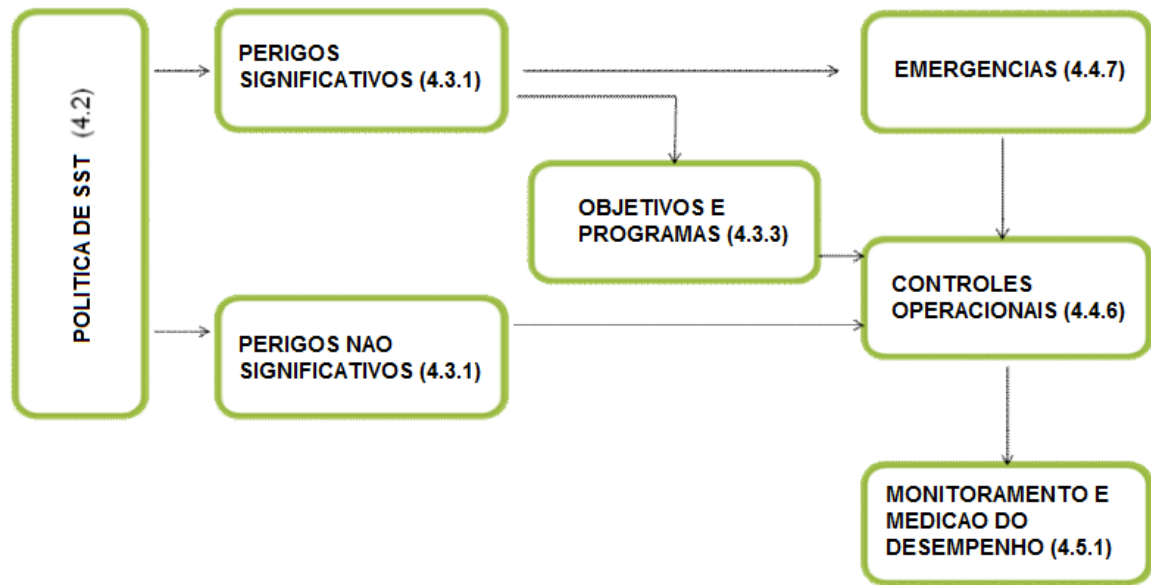 POLITICA DE SST (4.2)
PERIGOS
SIGNIFICATIVOS (4.3.1)
EMERGENCIAS (4.4.7)
OBJETIVOS E
PROGRAMAS (4.3.3)
CONTROLES
OPERACIONAIS (4.4.6)
PERIGOS NAO
SIGNIFICATIVOS (4.3.1)
MONITORAMENTO E
MEDICAO DO
DESEMPENHO (4.5.1)